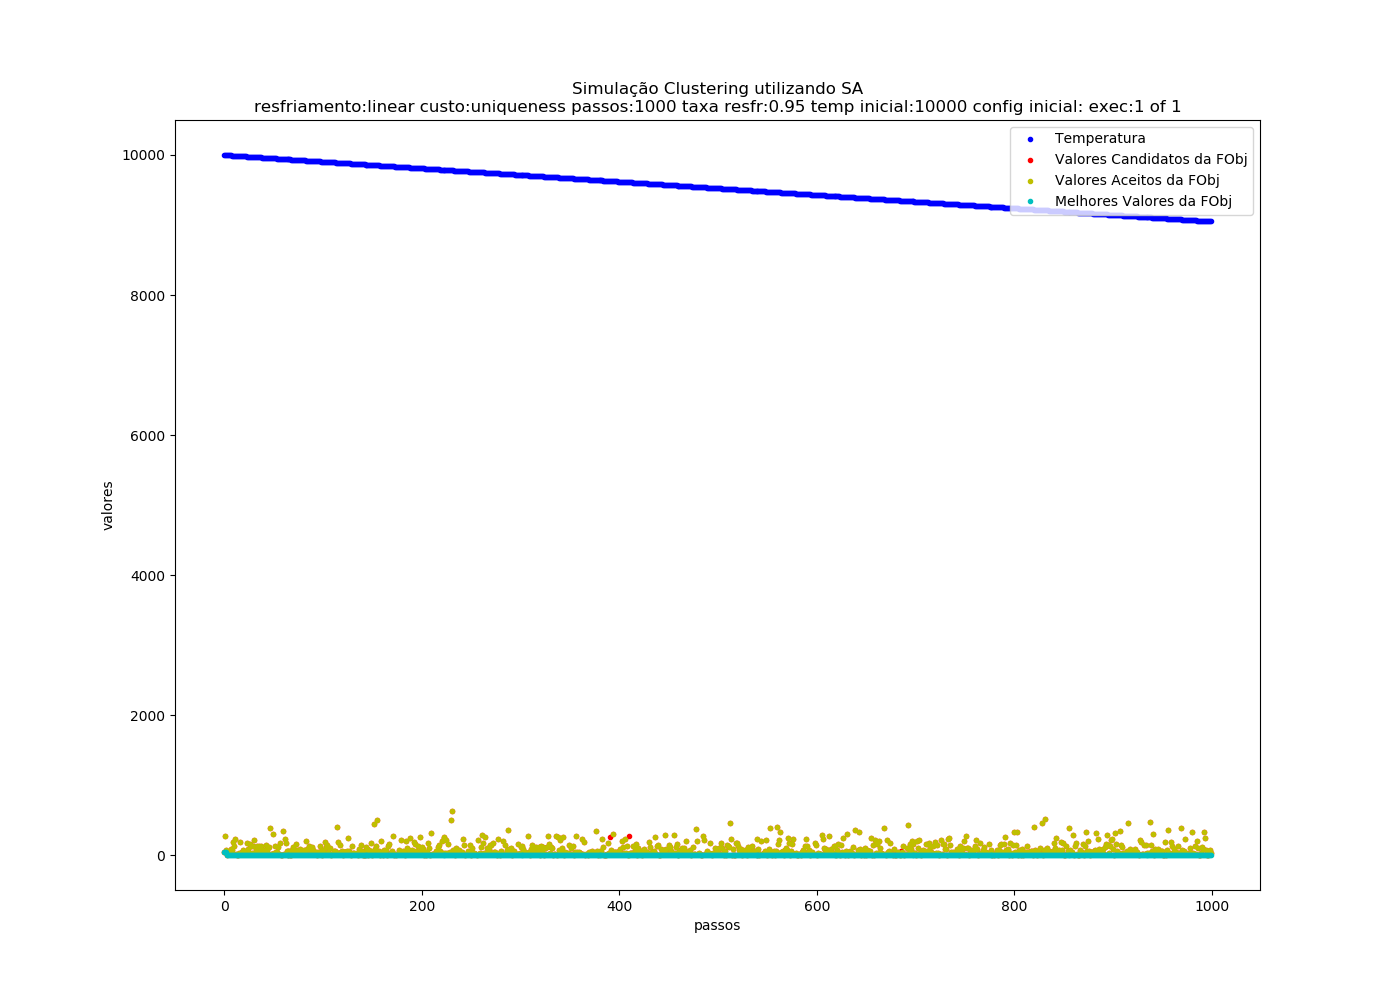 Simulação Clustering utilizando SA
resfriamento:linear custo:uniqueness passos:1000 taxa resfr:0.95 temp inicial:10000 config inicial: exec:1 of 1
Temperatura
Valores Candidatos da FObj
Valores Aceitos da FObj
Melhores Valores da FObj
10000
8000
6000
4000
2000
0
valores
0 200 400 600 800 1000
passos